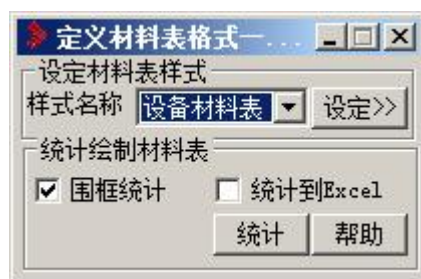 定义材料表格式一...
设定材料表样式
样式名称 设备材料表 设定>>
统计绘制材料表
围框统计 统计到Excel
统计 帮助